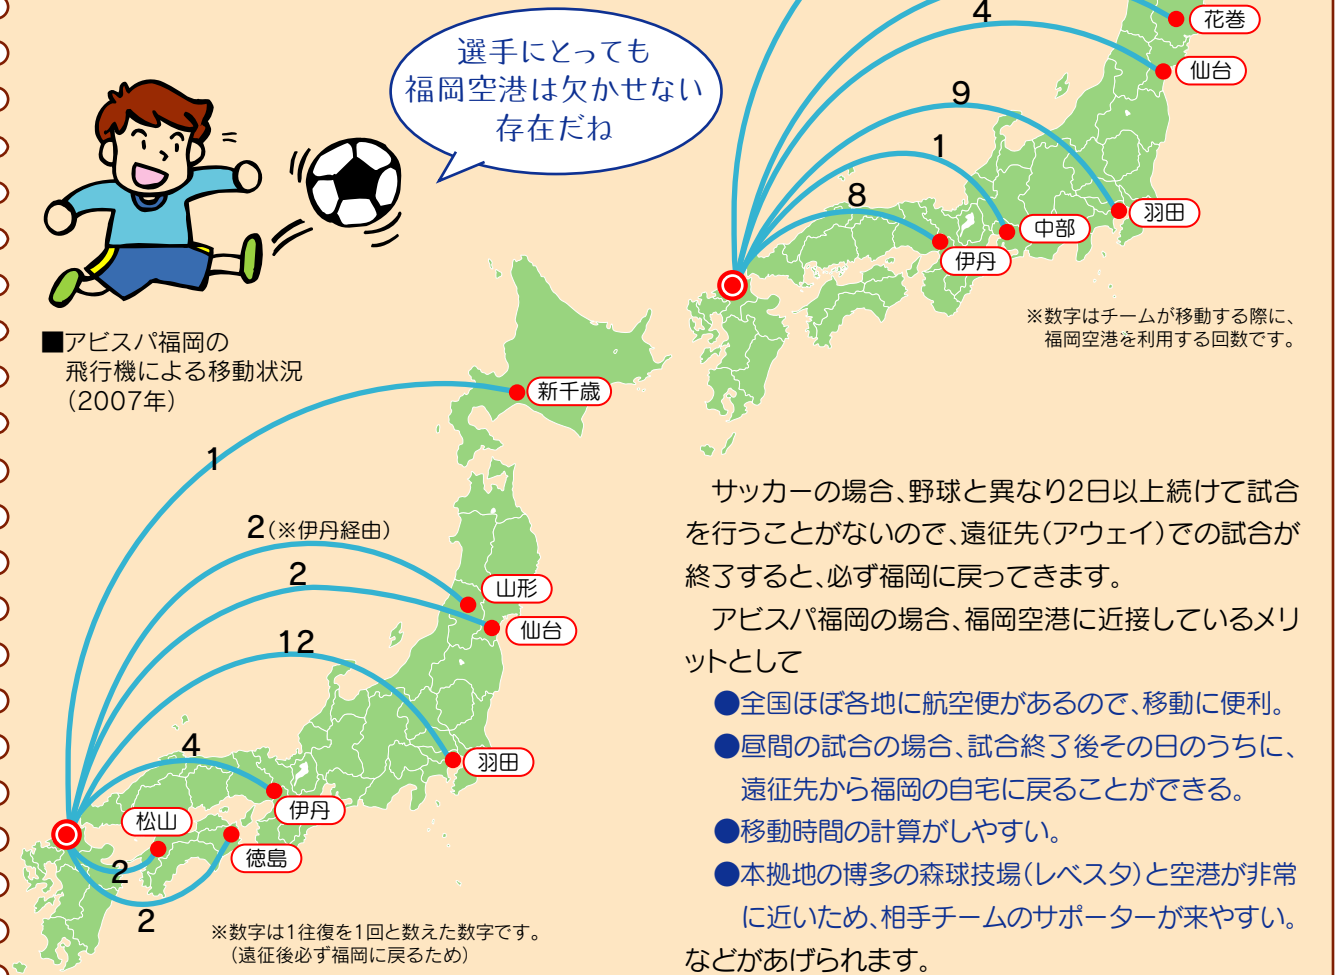 選手にとっても
福岡空港は欠かせない
存在だね
4
花巻
仙台
9
1
8
羽田
中部
伊丹
※数字はチームが移動する際に、
福岡空港を利用する回数です。
■アビスパ福岡の
飛行機による移動状況
（2007年）
新千歳
1
2（※伊丹経由）
2
山形
仙台
12
4
羽田
伊丹
松山
徳島
2
2
※数字は1往復を1回と数えた数字です。
（遠征後必ず福岡に戻るため）
サッカーの場合、野球と異なり2日以上続けて試合
を行うことがないので、遠征先（アウェイ）での試合が
終了すると、必ず福岡に戻ってきます。
アビスパ福岡の場合、福岡空港に近接しているメリ
ットとして
●全国ほぼ各地に航空便があるので、移動に便利。
●昼間の試合の場合、試合終了後その日のうちに、
遠征先から福岡の自宅に戻ることができる。
●移動時間の計算がしやすい。
●本拠地の博多の森球技場（レベスタ）と空港が非常
に近いため、相手チームのサポーターが来やすい。
などがあげられます。